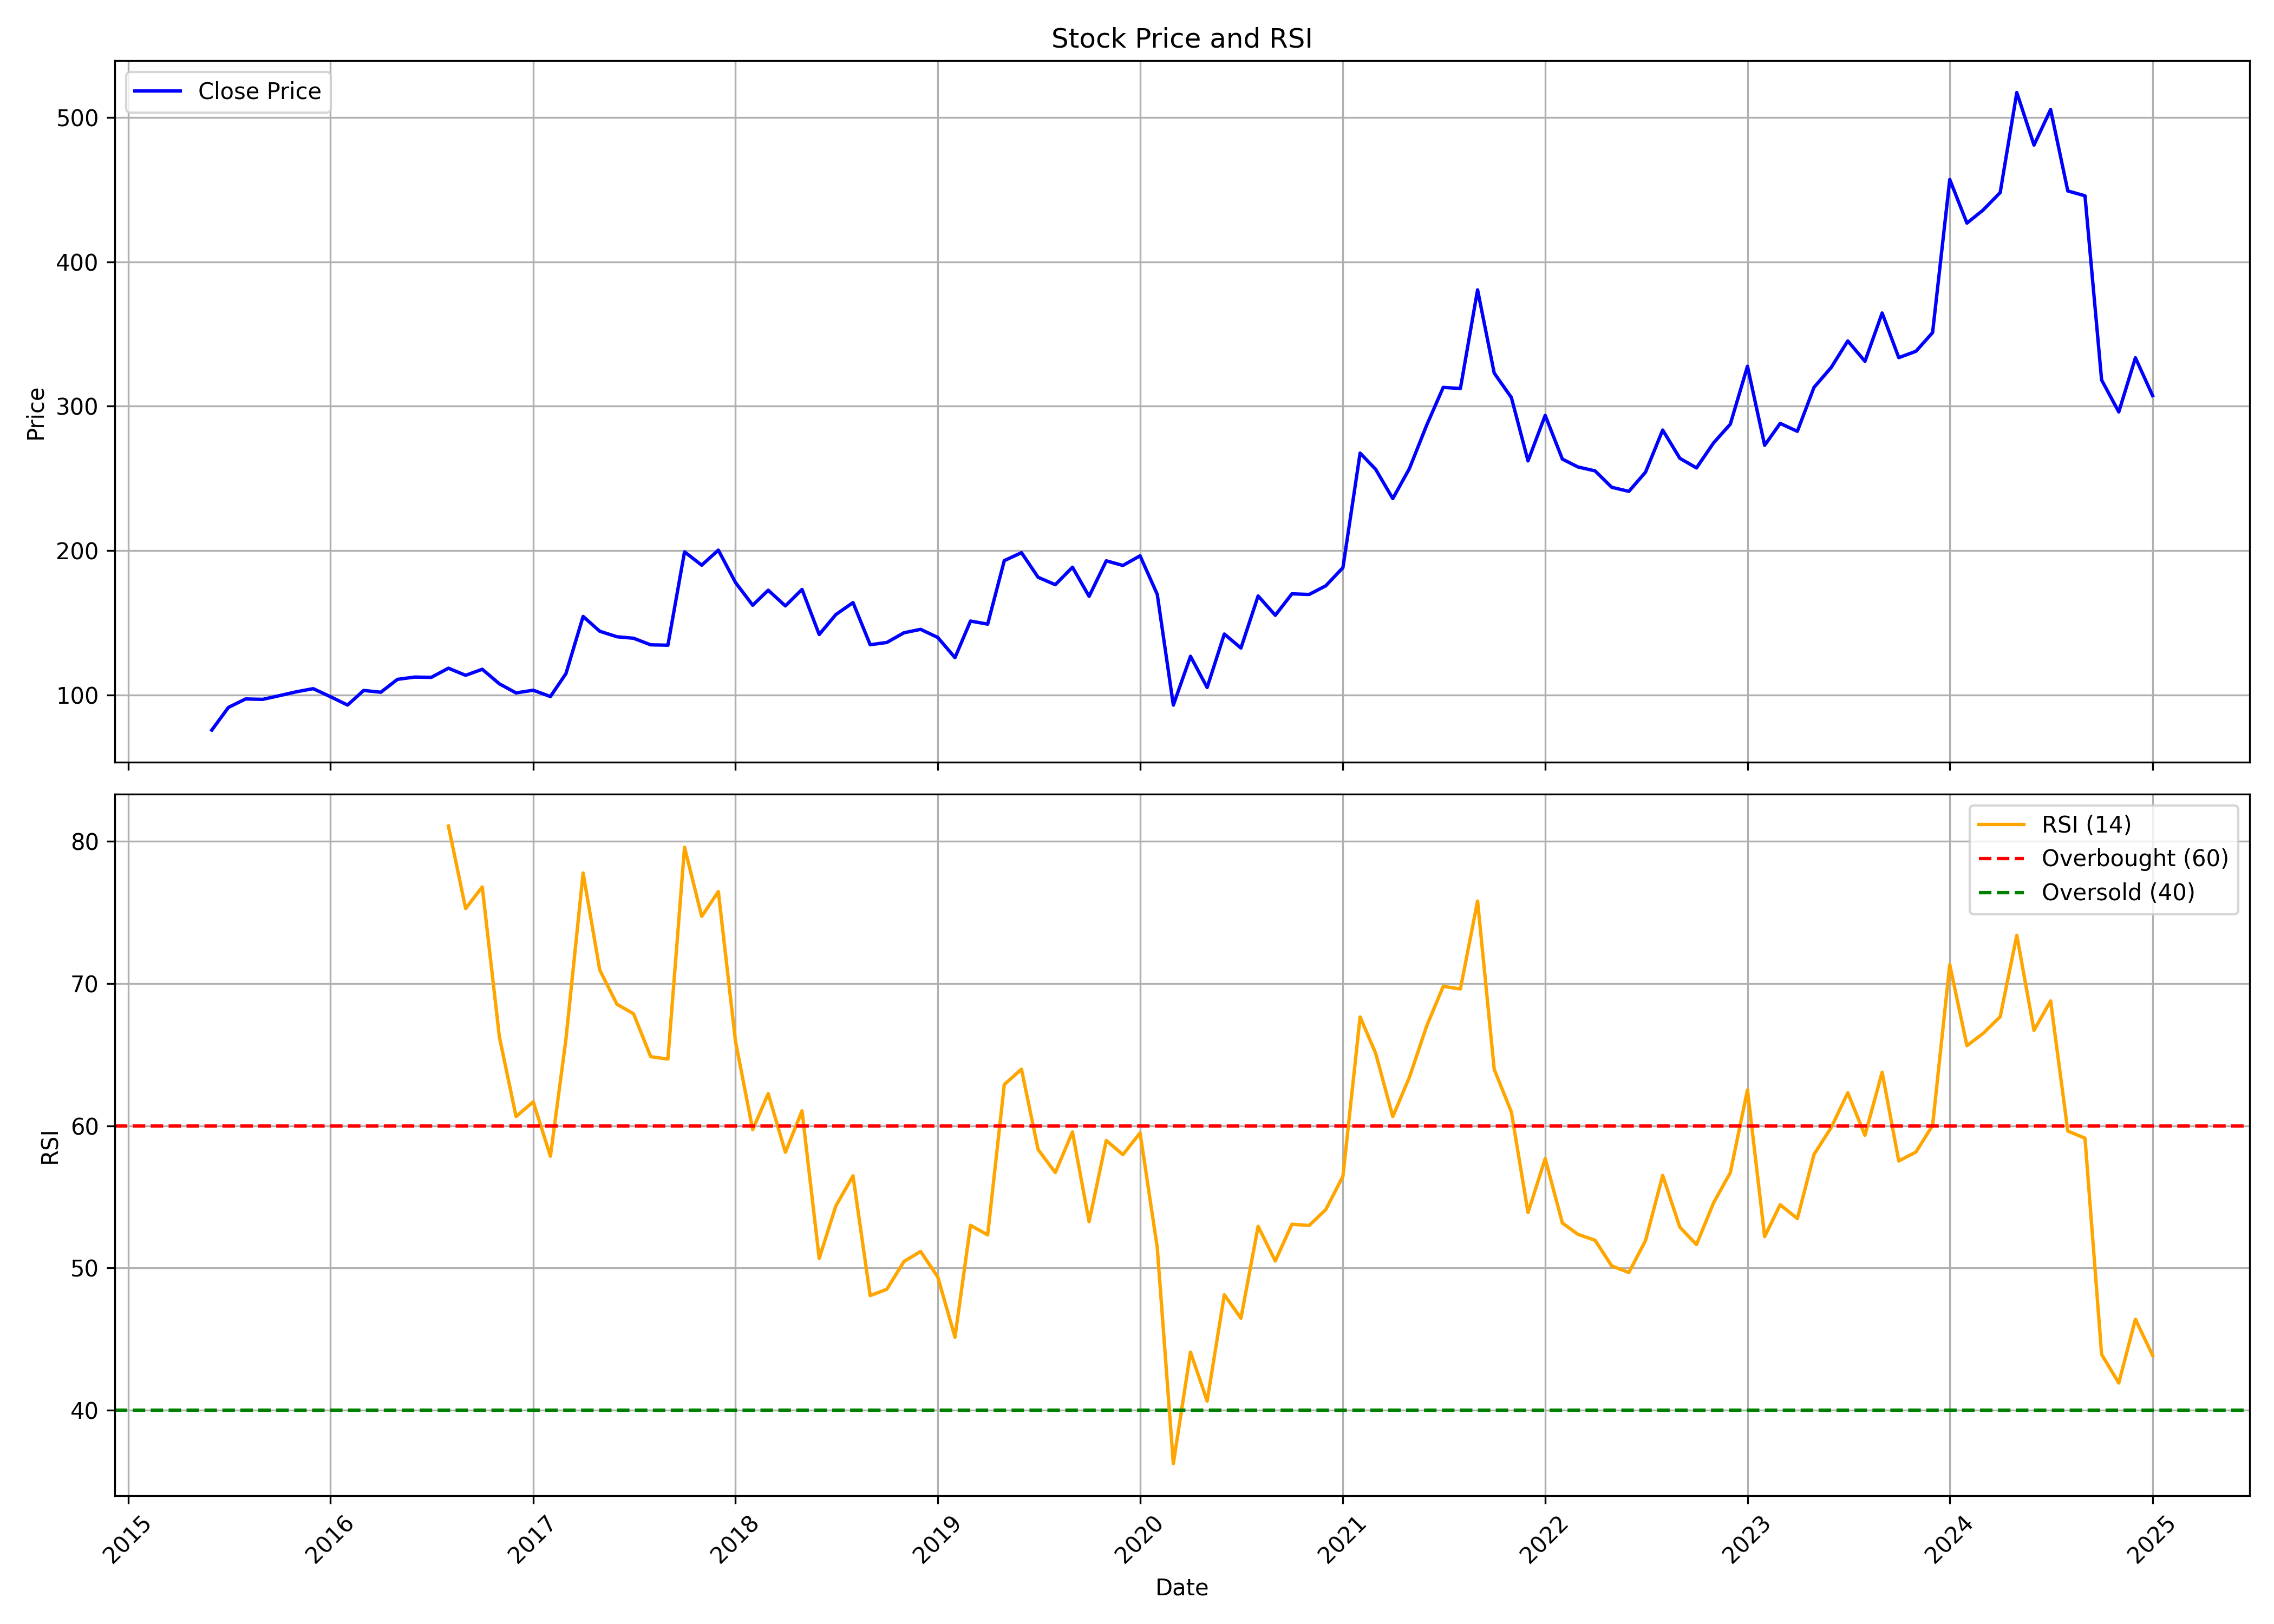 Stock Price and RSI
Close Price
Price
500
400
300
200
100
RSI (14)
Overbought (60)
Oversold (40)
RSI
80
70
60
50
40
2015
2016
2017
2018
2019
2020
2021
2022
2023
2024
2025
Date